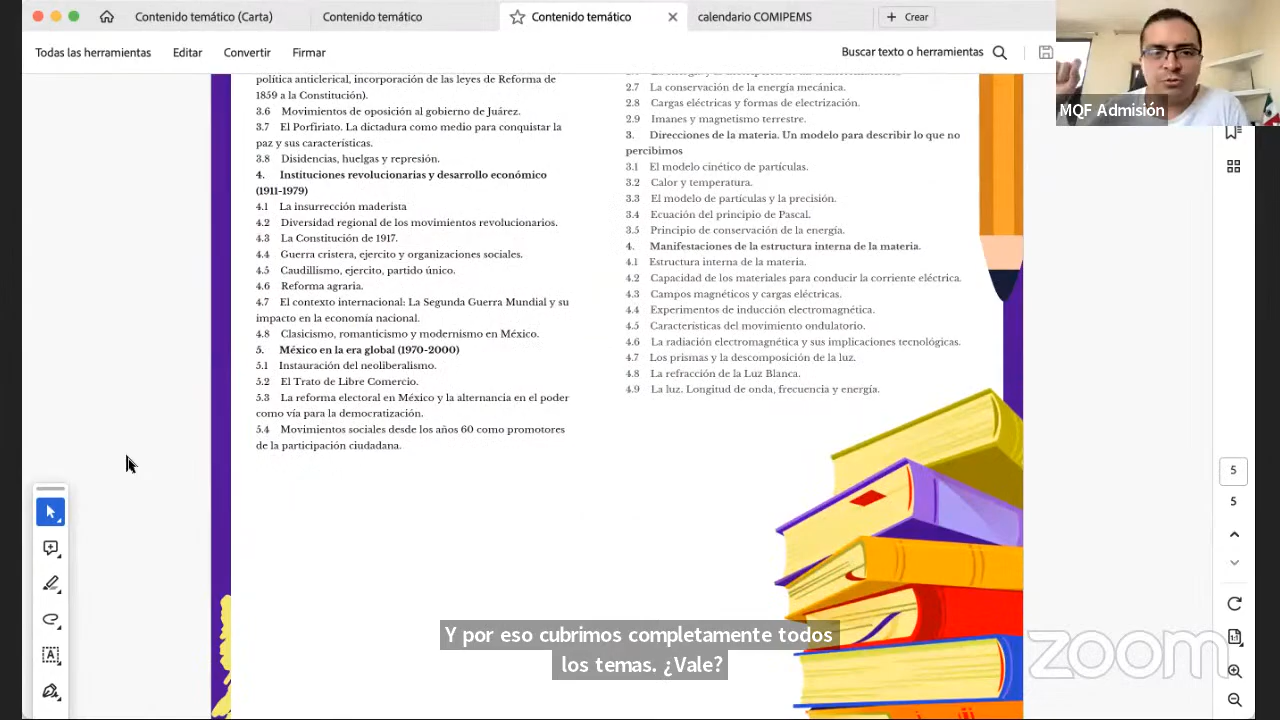 Contenido temático (Carta)
Contenido temático
Contenido temático
calendario COMIPEMS
Crear
Todas las herramientas
Editar
Convertir
Firmar
Buscar texto o herramientas
MQF Admisión
política anticlerical, incorporación de las leyes de Reforma de
1859 a la Constitución).
3.6 Movimientos de oposición al gobierno de Juárez.
3.7 El Porfiriato. La dictadura como medio para conquistar la
paz y sus características.
3.8 Disidencias, huelgas y represión.
4. Instituciones revolucionarias y desarrollo económico
(1911-1979)
4.1 La insurrección maderista
4.2 Diversidad regional de los movimientos revolucionarios.
4.3 La Constitución de 1917.
4.4 Guerra cristera, ejercito y organizaciones sociales.
4.5 Caudillismo, ejercito, partido único.
4.6 Reforma agraria.
4.7 El contexto internacional: La Segunda Guerra Mundial y su
impacto en la economía nacional.
4.8 Clasicismo, romanticismo y modernismo en México.
5. México en la era global (1970-2000)
5.1 Instauración del neoliberalismo.
5.2 El Trato de Libre Comercio.
5.3 La reforma electoral en México y la alternancia en el poder
como vía para la democratización.
5.4 Movimientos sociales desde los años 60 como promotores
de la participación ciudadana.
2.7 La conservación de la energía mecánica.
2.8 Cargas eléctricas y formas de electrización.
2.9 Imanes y magnetismo terrestre.
3. Direcciones de la materia. Un modelo para describir lo que no
percibimos
3.1 El modelo cinético de partículas.
3.2 Calor y temperatura.
3.3 El modelo de partículas y la precisión.
3.4 Ecuación del principio de Pascal.
3.5 Principio de conservación de la energía.
4. Manifestaciones de la estructura interna de la materia.
4.1 Estructura interna de la materia.
4.2 Capacidad de los materiales para conducir la corriente eléctrica.
4.3 Campos magnéticos y cargas eléctricas.
4.4 Experimentos de inducción electromagnética.
4.5 Características del movimiento ondulatorio.
4.6 La radiación electromagnética y sus implicaciones tecnológicas.
4.7 Los prismas y la descomposición de la luz.
4.8 La refracción de la Luz Blanca.
4.9 La luz. Longitud de onda, frecuencia y energía.
5
5
Y por eso cubrimos completamente todos
los temas. ¿Vale?
zoom